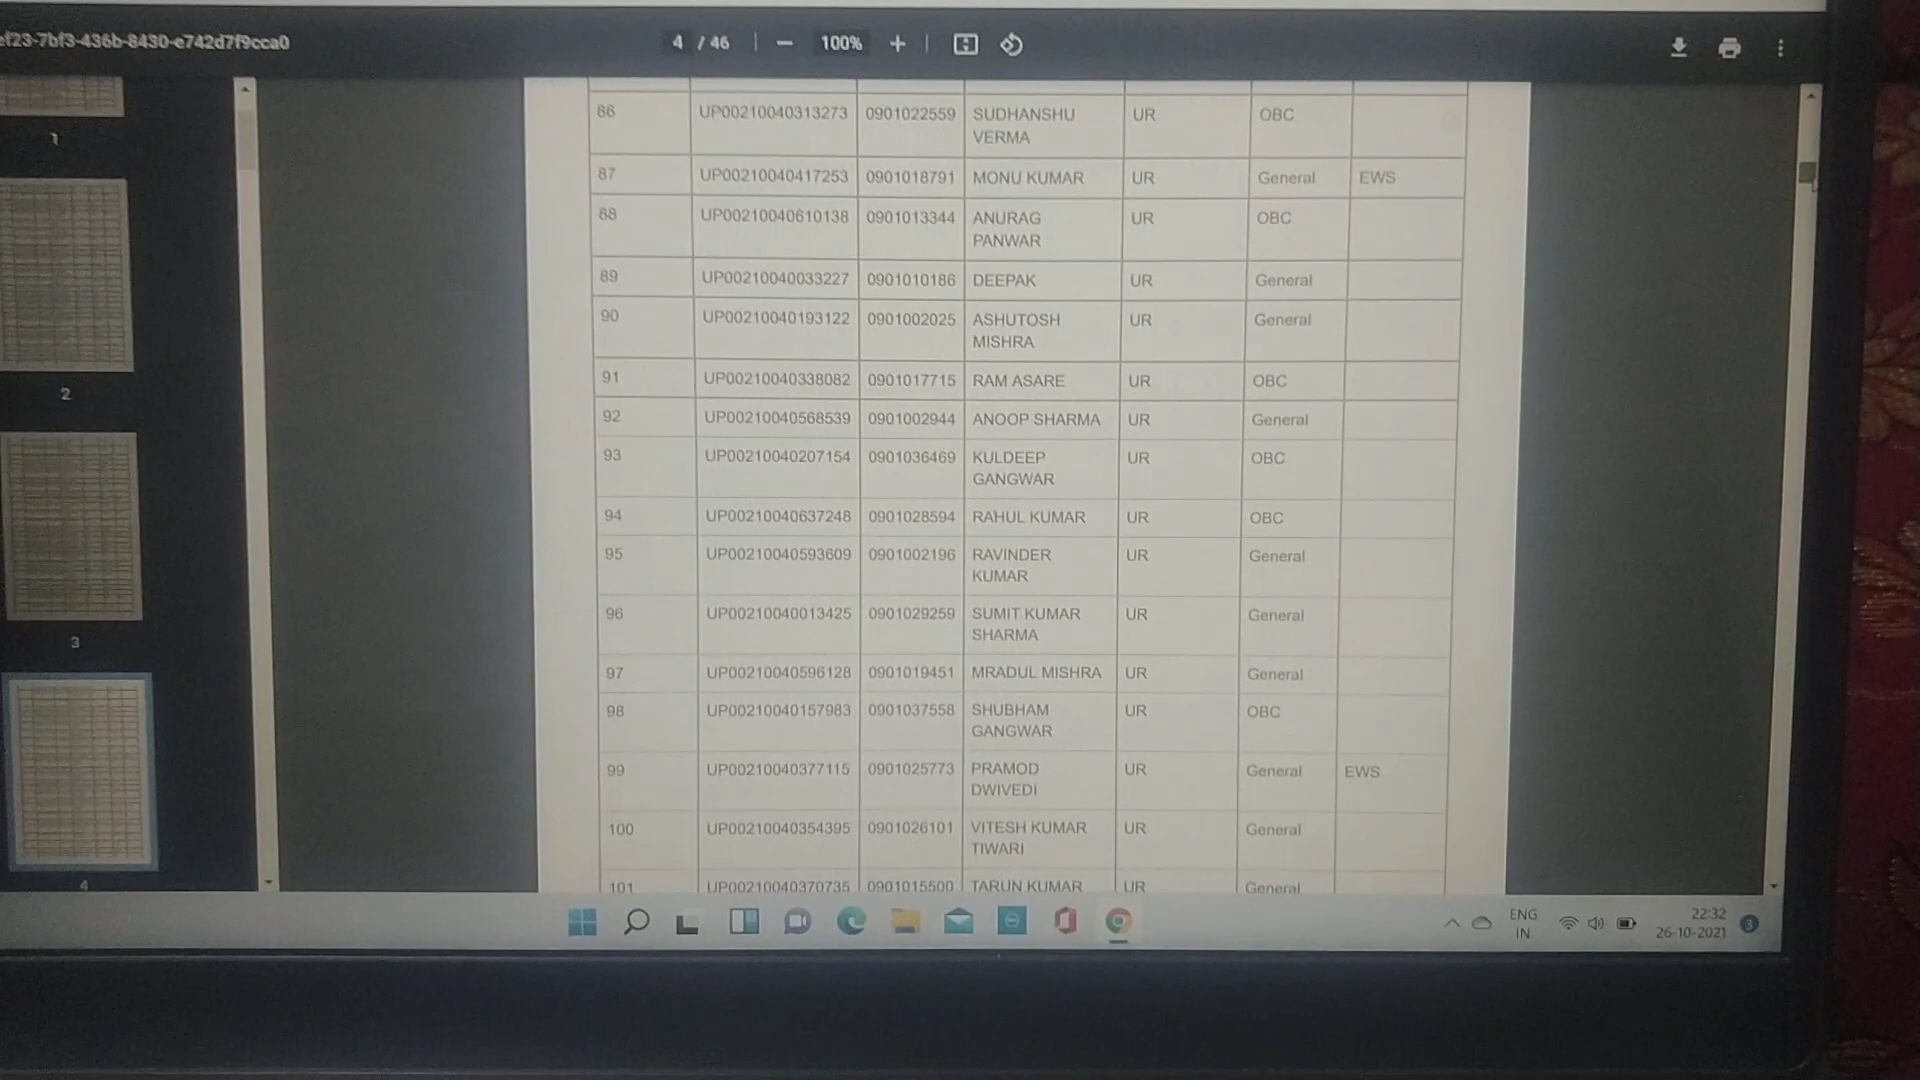 ef23-7bf3-436b-8430-e742d7f9cca0
4 / 46
100%
86 UP00210040313273 0901022559 SUDHANSHU VERMA UR OBC
87 UP00210040417253 0901018791 MONU KUMAR UR General EWS
88 UP00210040610138 0901013344 ANURAG PANWAR UR OBC
89 UP00210040033227 0901010186 DEEPAK UR General
90 UP00210040193122 0901002025 ASHUTOSH MISHRA UR General
91 UP00210040338082 0901017715 RAM ASARE UR OBC
92 UP00210040568539 0901002944 ANOOP SHARMA UR General
93 UP00210040207154 0901036469 KULDEEP GANGWAR UR OBC
94 UP00210040637248 0901028594 RAHUL KUMAR UR OBC
95 UP00210040593609 0901002196 RAVINDER KUMAR UR General
96 UP00210040013425 0901029259 SUMIT KUMAR SHARMA UR General
97 UP00210040596128 0901019451 MRADUL MISHRA UR General
98 UP00210040157983 0901037558 SHUBHAM GANGWAR UR OBC
99 UP00210040377115 0901025773 PRAMOD DWIVEDI UR General EWS
100 UP00210040354395 0901026101 VITESH KUMAR TIWARI UR General
101 UP00210040370735 0901015500 TARUN KUMAR UR General
1
2
3
4
ENG
IN
22:32
26-10-2021
3